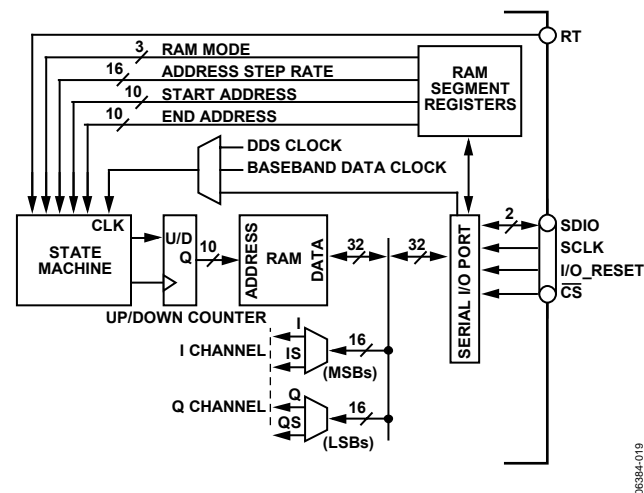 RT
3 RAM MODE
16 ADDRESS STEP RATE
10 START ADDRESS
10 END ADDRESS
RAM
SEGMENT
REGISTERS
DDS CLOCK
BASEBAND DATA CLOCK
CLK
STATE
MACHINE
U/D
Q
10
ADDRESS
RAM
DATA
32
32
SERIAL I/O PORT
2
SDIO
SCLK
I/O_RESET
CS
UP/DOWN COUNTER
I CHANNEL
I
IS
16
(MSBs)
Q CHANNEL
Q
QS
16
(LSBs)
06384-019